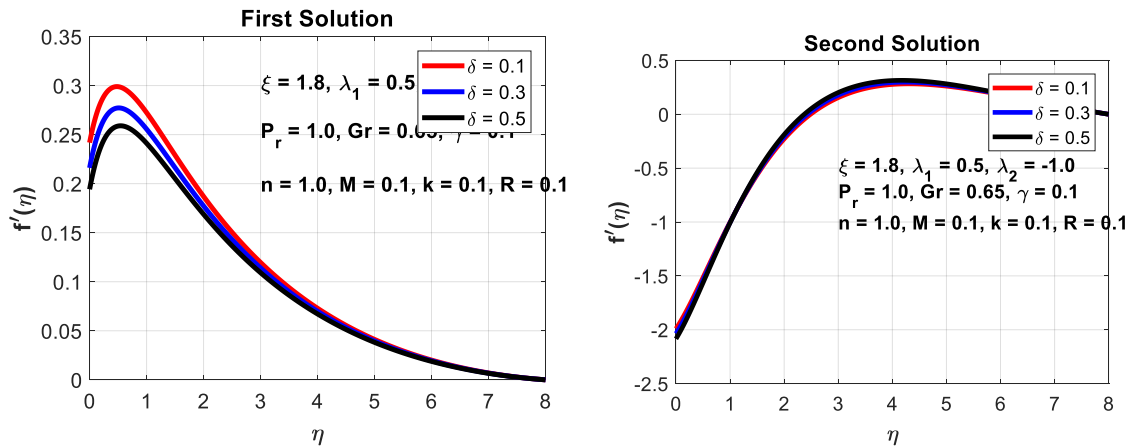 First Solution
0.35
0.3
0.25
0.2
0.15
0.1
0.05
0
f′(η)
ξ = 1.8, λ1 = 0.5
Pr = 1.0, Gr = 0.65, γ = 0.1
n = 1.0, M = 0.1, k = 0.1, R = 0.1
δ = 0.1
δ = 0.3
δ = 0.5
0 1 2 3 4 5 6 7 8
η
Second Solution
0.5
0
-0.5
-1
-1.5
-2
-2.5
f′(η)
δ = 0.1
δ = 0.3
δ = 0.5
ξ = 1.8, λ1 = 0.5, λ2 = -1.0
Pr = 1.0, Gr = 0.65, γ = 0.1
n = 1.0, M = 0.1, k = 0.1, R = 0.1
0 1 2 3 4 5 6 7 8
η